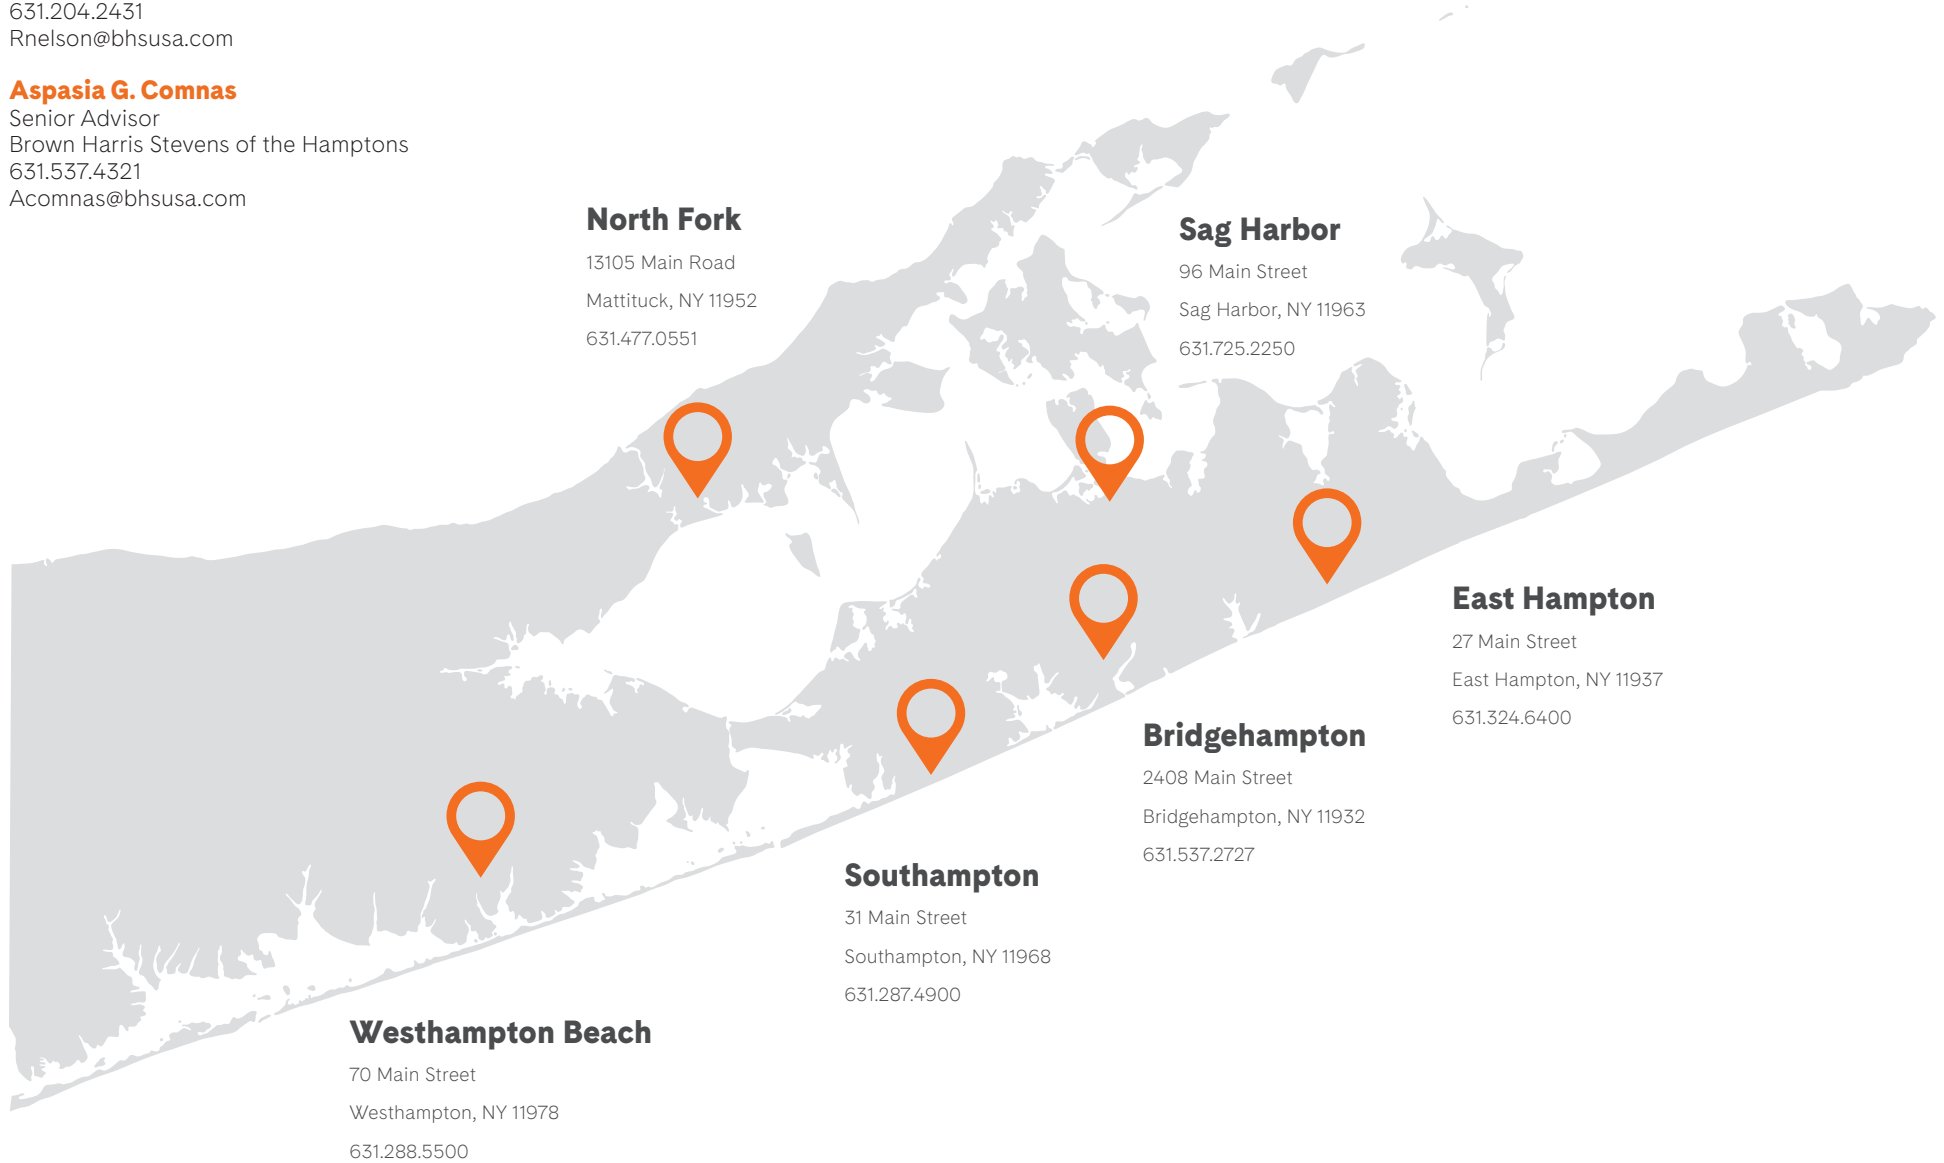 631.204.2431
Rnelson@bhsusa.com
Aspasia G. Comnas
Senior Advisor
Brown Harris Stevens of the Hamptons
631.537.4321
Acomnas@bhsusa.com
North Fork
13105 Main Road
Mattituck, NY 11952
631.477.0551
Sag Harbor
96 Main Street
Sag Harbor, NY 11963
631.725.2250
East Hampton
27 Main Street
East Hampton, NY 11937
631.324.6400
Bridgehampton
2408 Main Street
Bridgehampton, NY 11932
631.537.2727
Southampton
31 Main Street
Southampton, NY 11968
631.287.4900
Westhampton Beach
70 Main Street
Westhampton, NY 11978
631.288.5500